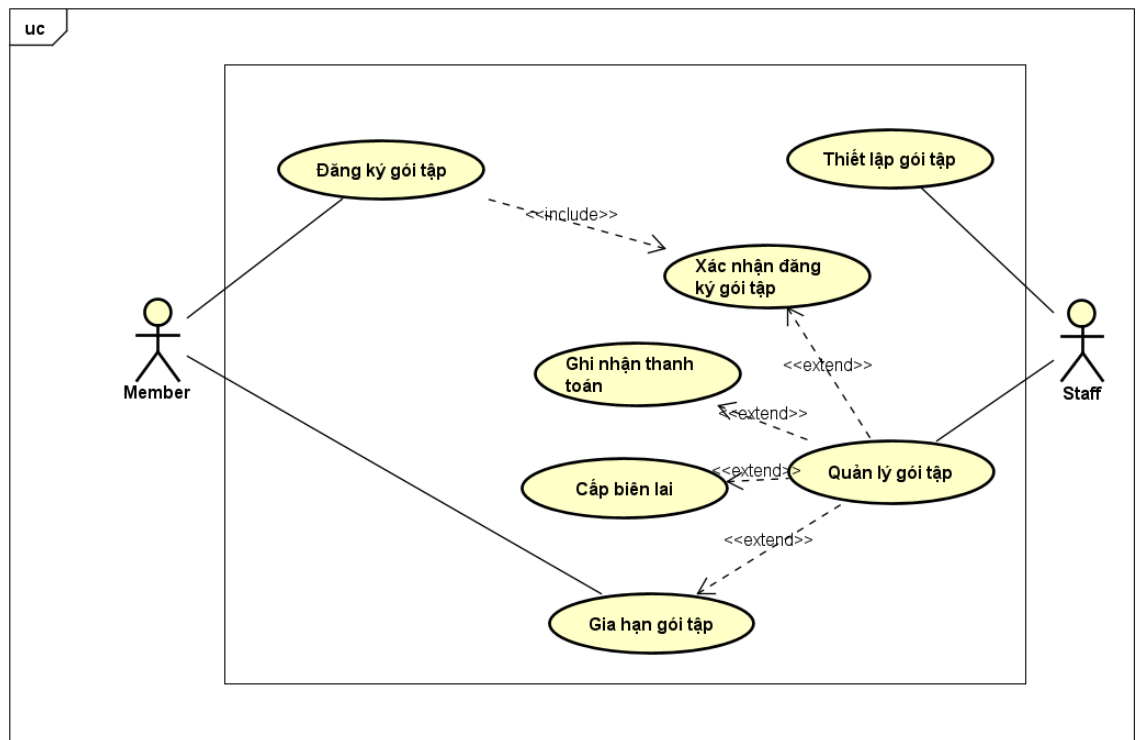 uc
Đăng ký gói tập
Thiết lập gói tập
<<include>>
Xác nhận đăng
ký gói tập
Member
Staff
Ghi nhận thanh
toán
<<extend>>
<<extend>>
Quản lý gói tập
<<extend>>
Cấp biên lai
<<extend>>
Gia hạn gói tập